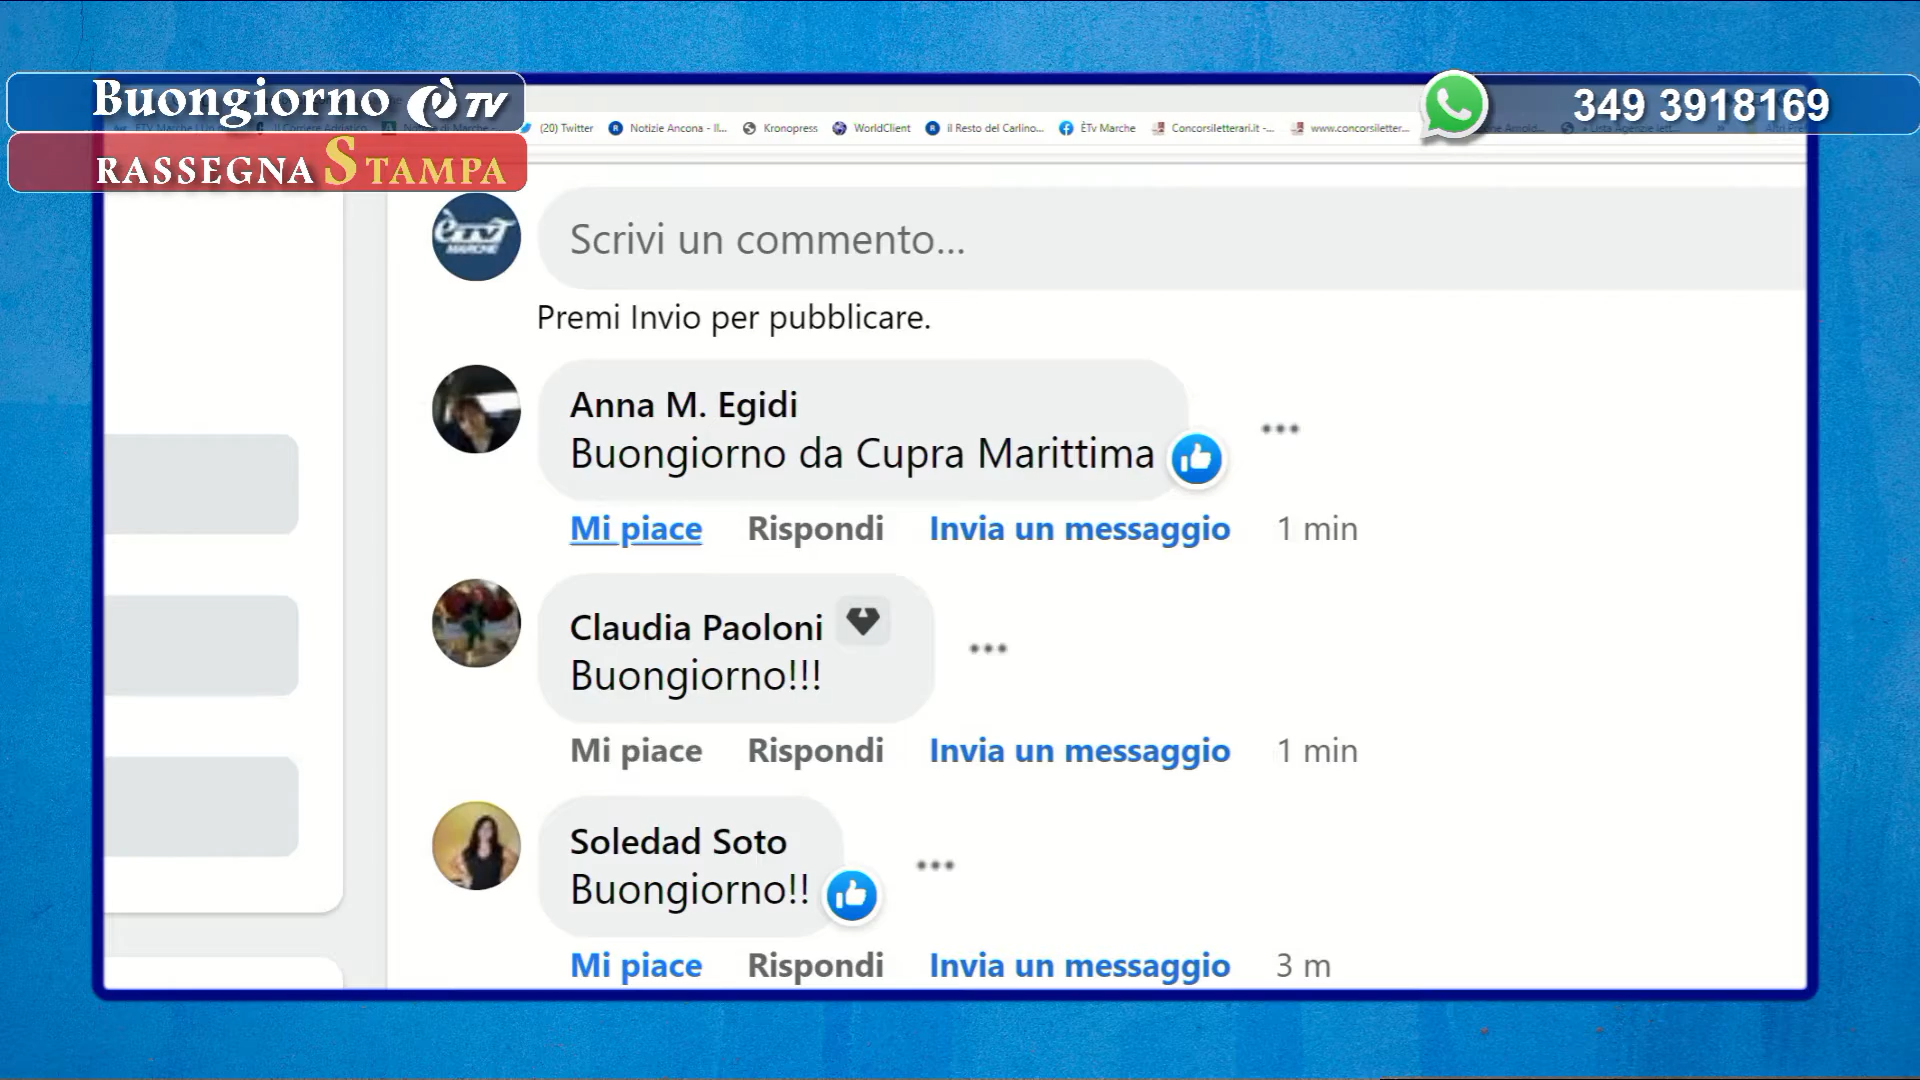 Buongiorno èTV
RASSEGNA STAMPA
349 3918169
(20) Twitter
Notizie Ancona - Il...
Kronopress
WorldClient
il Resto del Carlino...
ÈTv Marche
Concorsiletterari.it -...
www.concorsiletter...
èTV MARCHE
Scrivi un commento...
Premi Invio per pubblicare.
Anna M. Egidi
Buongiorno da Cupra Marittima
Mi piace Rispondi Invia un messaggio 1 min
Claudia Paoloni
Buongiorno!!!
Mi piace Rispondi Invia un messaggio 1 min
Soledad Soto
Buongiorno!!
Mi piace Rispondi Invia un messaggio 3 m